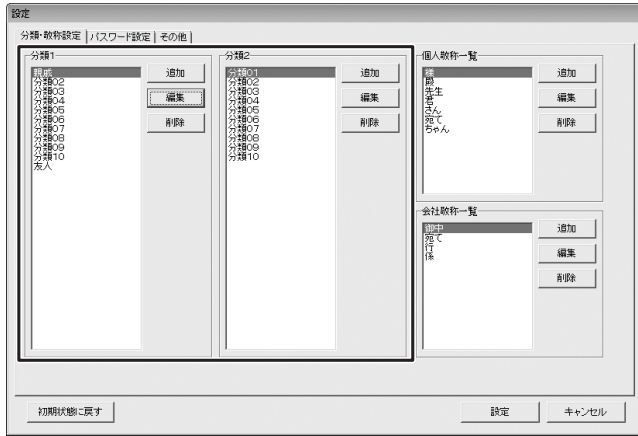 設定
分類・敬称設定 パスワード設定 その他
分類1
親戚
分類02
分類03
分類04
分類05
分類06
分類07
分類08
分類09
分類10
友人
追加
編集
削除
分類2
分類01
分類02
分類03
分類04
分類05
分類06
分類07
分類08
分類09
分類10
追加
編集
削除
個人敬称一覧
様
殿
先生
君
さん
宛て
ちゃん
追加
編集
削除
会社敬称一覧
御中
宛て
行
係
追加
編集
削除
初期状態に戻す
設定
キャンセル